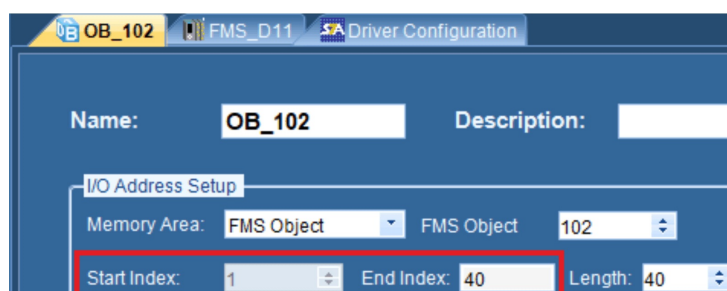 OB_102 FMS_D11 Driver Configuration
Name: OB_102 Description:
I/O Address Setup
Memory Area: FMS Object FMS Object 102
Start Index: 1 End Index: 40 Length: 40